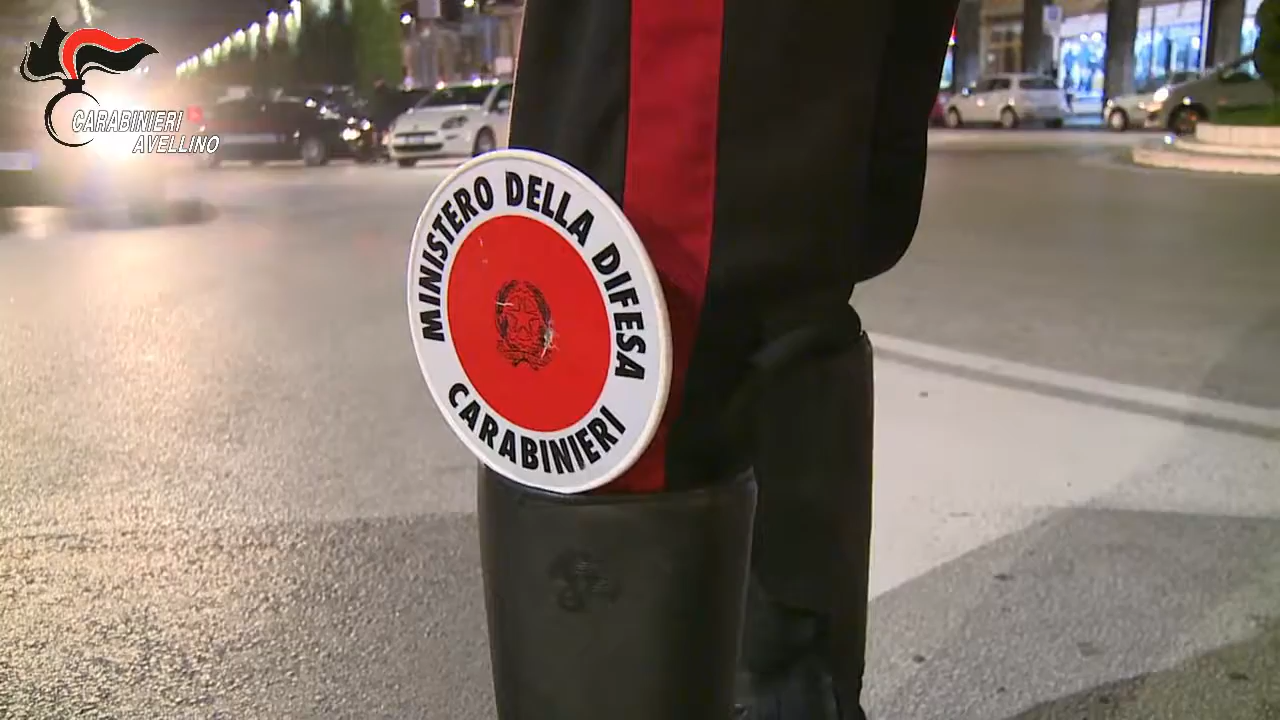 CARABINIERI
AVELLINO
MINISTERO DELLA DIFESA
CARABINIERI